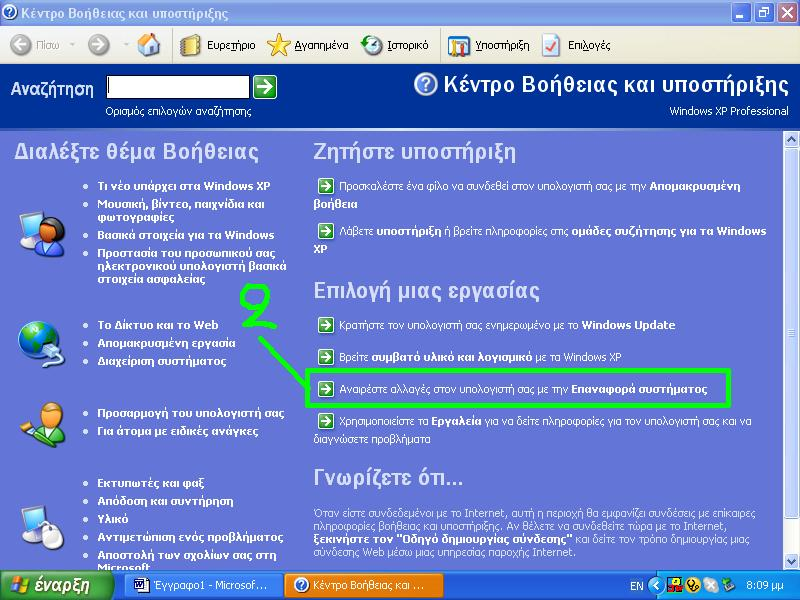 Κέντρο Βοήθειας και υποστήριξης
Πίσω
Ευρετήριο
Αγαπημένα
Ιστορικό
Υποστήριξη
Επιλογές
Αναζήτηση
Ορισμός επιλογών αναζήτησης
Κέντρο Βοήθειας και υποστήριξης
Windows XP Professional
Διαλέξτε θέμα Βοήθειας
Τι νέο υπάρχει στα Windows XP
Μουσική, βίντεο, παιχνίδια και
φωτογραφίες
Βασικά στοιχεία για τα Windows
Προστασία του προσωπικού σας
ηλεκτρονικού υπολογιστή βασικά
στοιχεία ασφαλείας
Το Δίκτυο και το Web
Απομακρυσμένη εργασία
Διαχείριση συστήματος
Προσαρμογή του υπολογιστή σας
Για άτομα με ειδικές ανάγκες
Εκτυπωτές και φαξ
Απόδοση και συντήρηση
Υλικό
Αντιμετώπιση ενός προβλήματος
Αποστολή των σχολίων σας στη
Microsoft
Ζητήστε υποστήριξη
Προσκαλέστε ένα φίλο να συνδεθεί στον υπολογιστή σας με την Απομακρυσμένη
βοήθεια
Λάβετε υποστήριξη ή βρείτε πληροφορίες στις ομάδες συζήτησης για τα Windows
XP
Επιλογή μιας εργασίας
Κρατήστε τον υπολογιστή σας ενημερωμένο με το Windows Update
Βρείτε συμβατό υλικό και λογισμικό με τα Windows XP
2
Αναιρέστε αλλαγές στον υπολογιστή σας με την Επαναφορά συστήματος
Χρησιμοποιείστε τα Εργαλεία για να δείτε πληροφορίες για τον υπολογιστή σας και να
διαγνώσετε προβλήματα
Γνωρίζετε ότι...
Όταν είστε συνδεδεμένοι με το Internet, αυτή η περιοχή θα εμφανίζει συνδέσεις με επίκαιρες
πληροφορίες βοήθειας και υποστήριξης. Αν θέλετε να συνδεθείτε τώρα με το Internet,
ξεκινήστε τον "Οδηγό δημιουργίας σύνδεσης" και δείτε τον τρόπο δημιουργίας μιας
σύνδεσης Web μέσω μιας υπηρεσίας παροχής Internet.
έναρξη
Έγγραφο1 - Microsof...
Κέντρο Βοήθειας και ...
EN
8:09 μμ